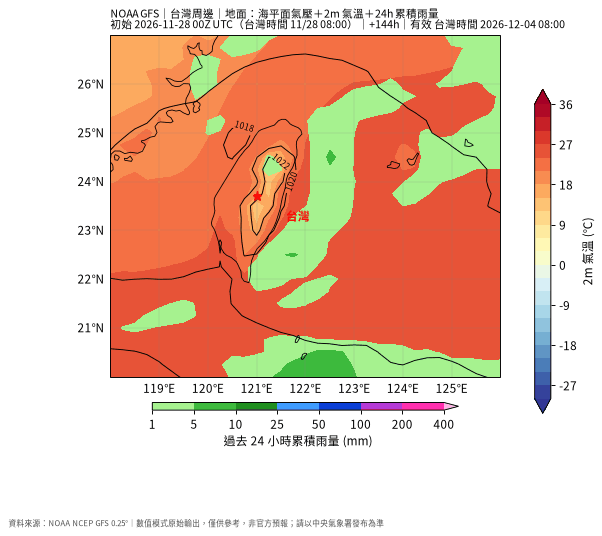 NOAA GFS｜台灣周邊｜地面：海平面氣壓＋2m 氣溫＋24h 累積雨量
初始 2026-11-28 00Z UTC（台灣時間 11/28 08:00）｜+144h｜有效 台灣時間 2026-12-04 08:00
26°N
25°N
24°N
23°N
22°N
21°N
1018
1022
1020
台灣
119°E 120°E 121°E 122°E 123°E 124°E 125°E
36
27
18
9
0
-9
-18
-27
2m 氣溫 (℃)
1 5 10 25 50 100 200 400
過去 24 小時累積雨量 (mm)
資料來源：NOAA NCEP GFS 0.25°｜數值模式原始輸出，僅供參考，非官方預報；請以中央氣象署發布為準